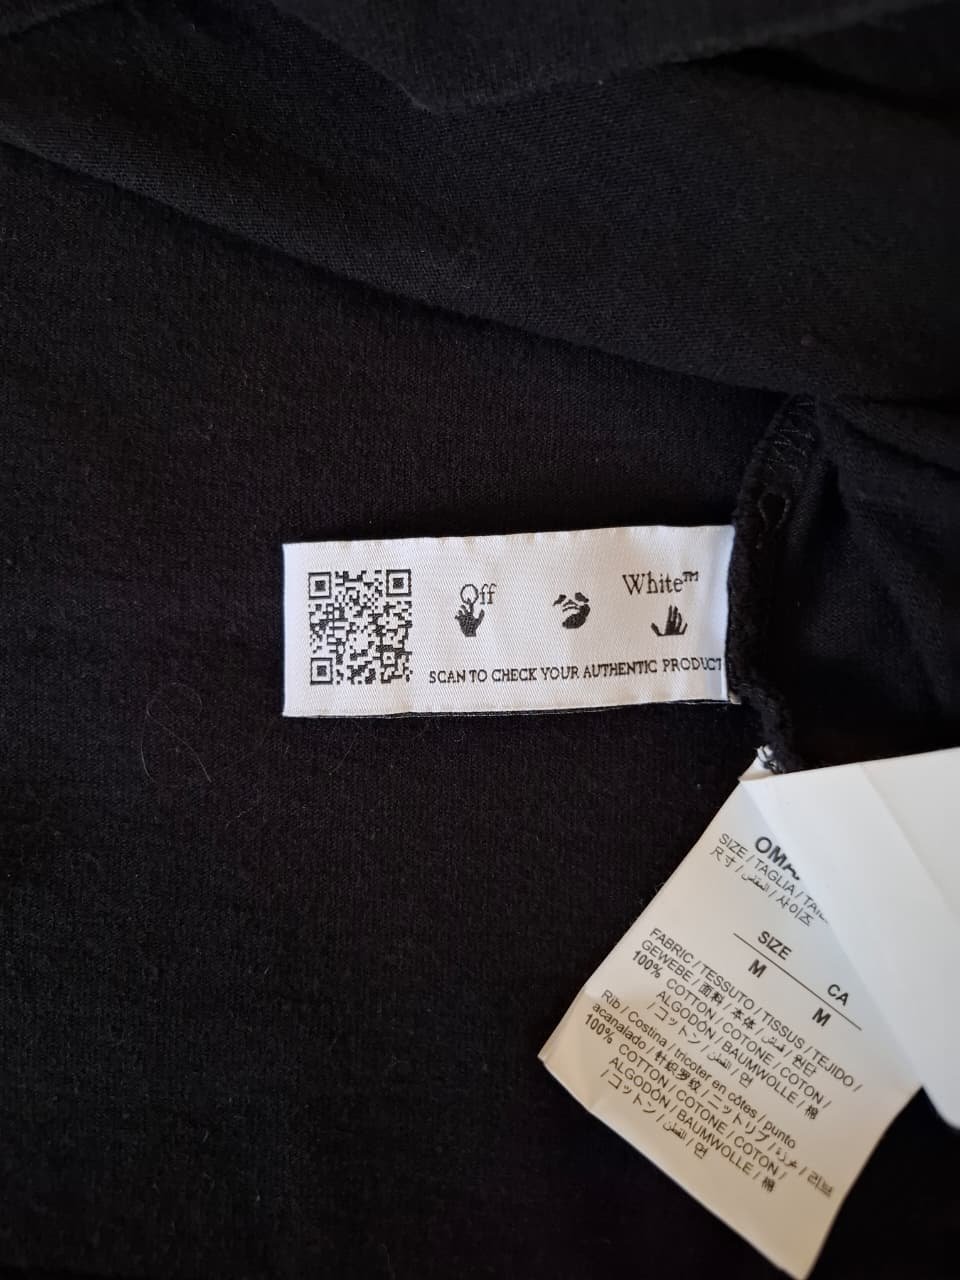 Off
White™
SCAN TO CHECK YOUR AUTHENTIC PRODUCT
SIZE / TAGLIA /
尺寸 / المقاس / 사이즈
SIZE CA
M M
FABRIC / TESSUTO / TISSUS / TEJIDO /
GEWEBE / 面料 / 本体 / قماش / 원단
100% COTTON / COTONE / COTON /
ALGODÓN / BAUMWOLLE / 棉
/ コットン / القطن / 면
Rib / Costina / tricoter en côtes / punto
acanalado / 针织罗纹 / ニットリブ / غرزة / 리브
100% COTTON / COTONE / COTON /
ALGODÓN / BAUMWOLLE / 棉
/ コットン / القطن / 면